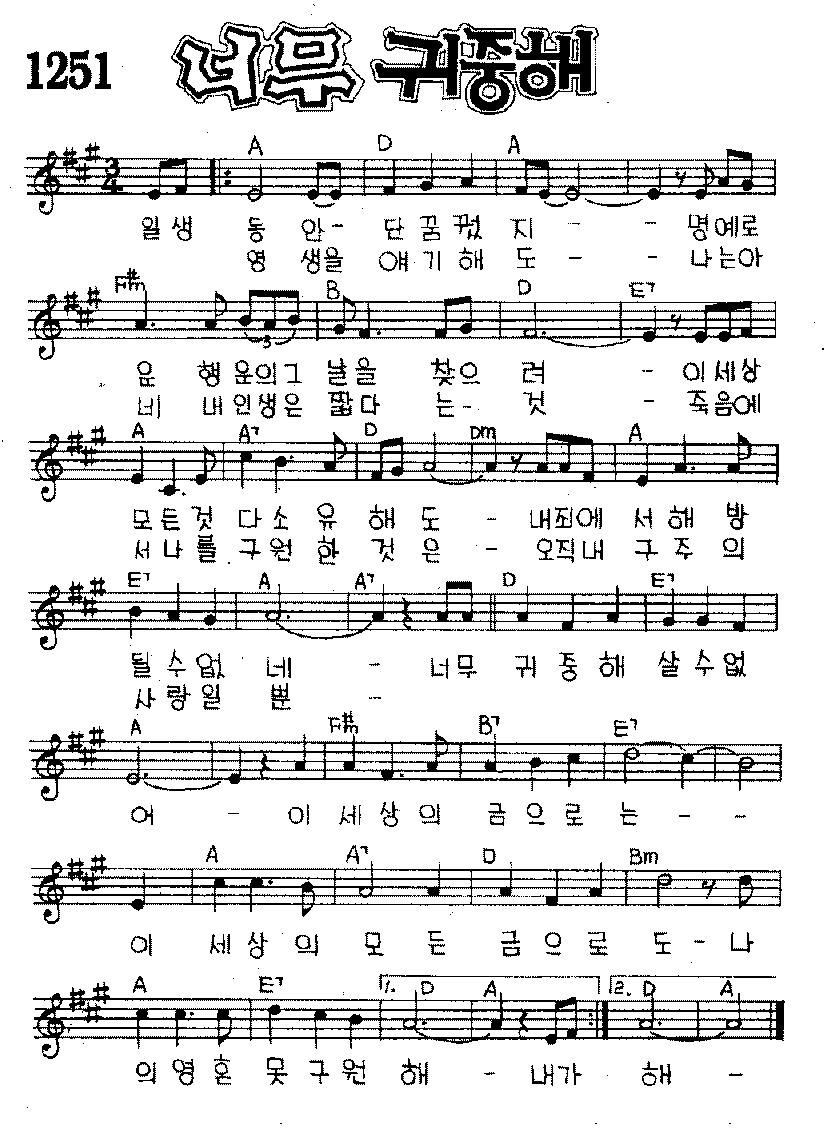 1251 너무 귀중해
A D A
3/4
일생 동 안- 단 꿈 꿨 지 - - 명예로
영 생을 얘 기 해 도 - - 나는아
F#m B D E7
3
운 행 운의그 날을 찾으 려 - 이세상
니 내인생은 짧다 는- 것 - 죽음에
A A7 D Dm A
모든것 다소 유 해 도 - 내죄에 서 해 방
서나를 구원 한 것 은 - 오직내 구 주 의
E7 A A7 D E7
될수없 네 - 너무 귀 중 해 살수없
사랑일 뿐 -
A F#m B7 E7
어 - 이 세 상 의 금 으 로 는 - -
A A7 D Bm
이 세 상 의 모 든 금 으 로 도 - 나
A E7 1. D A 2. D A
의 영 혼 못 구 원 해 - 내가 해 -